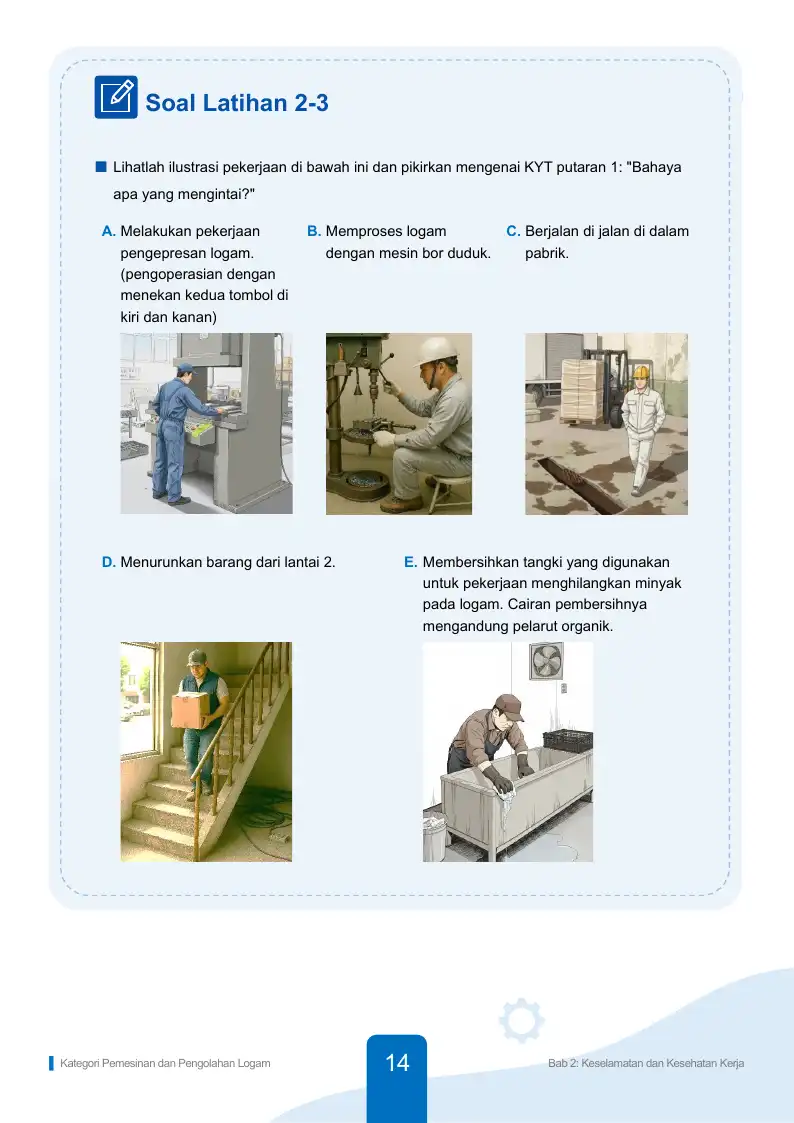 Soal Latihan 2-3
Lihatlah ilustrasi pekerjaan di bawah ini dan pikirkan mengenai KYT putaran 1: "Bahaya
apa yang mengintai?"
A. Melakukan pekerjaan
pengepresan logam.
(pengoperasian dengan
menekan kedua tombol di
kiri dan kanan)
B. Memproses logam
dengan mesin bor duduk.
C. Berjalan di jalan di dalam
pabrik.
D. Menurunkan barang dari lantai 2.
E. Membersihkan tangki yang digunakan
untuk pekerjaan menghilangkan minyak
pada logam. Cairan pembersihnya
mengandung pelarut organik.
Kategori Pemesinan dan Pengolahan Logam
14
Bab 2: Keselamatan dan Kesehatan Kerja